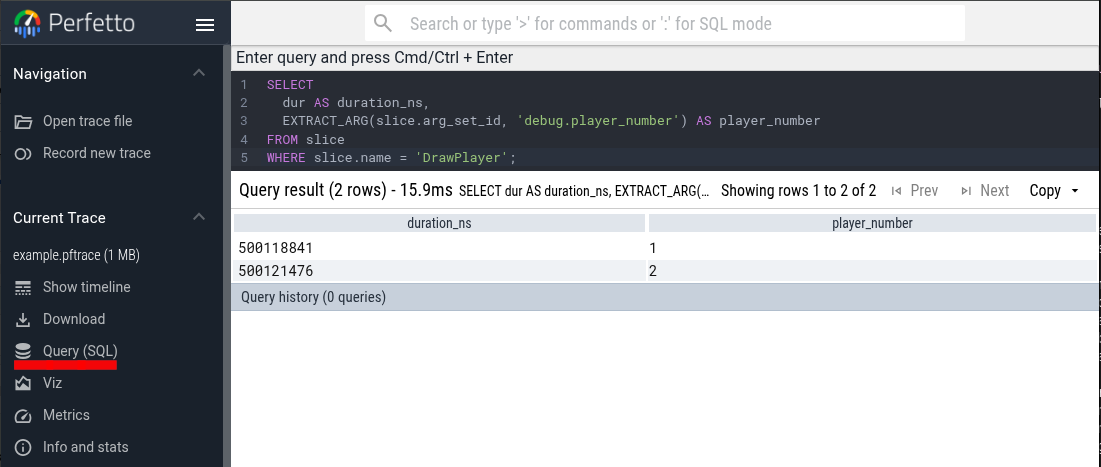 Perfetto
Search or type '>' for commands or ':' for SQL mode
Navigation
Open trace file
Record new trace
Current Trace
example.pftrace (1 MB)
Show timeline
Download
Query (SQL)
Viz
Metrics
Info and stats
Enter query and press Cmd/Ctrl + Enter
1 SELECT
2 dur AS duration_ns,
3 EXTRACT_ARG(slice.arg_set_id, 'debug.player_number') AS player_number
4 FROM slice
5 WHERE slice.name = 'DrawPlayer';
Query result (2 rows) - 15.9ms SELECT dur AS duration_ns, EXTRACT_ARG(… Showing rows 1 to 2 of 2 Prev Next Copy
duration_ns player_number
500118841 1
500121476 2
Query history (0 queries)